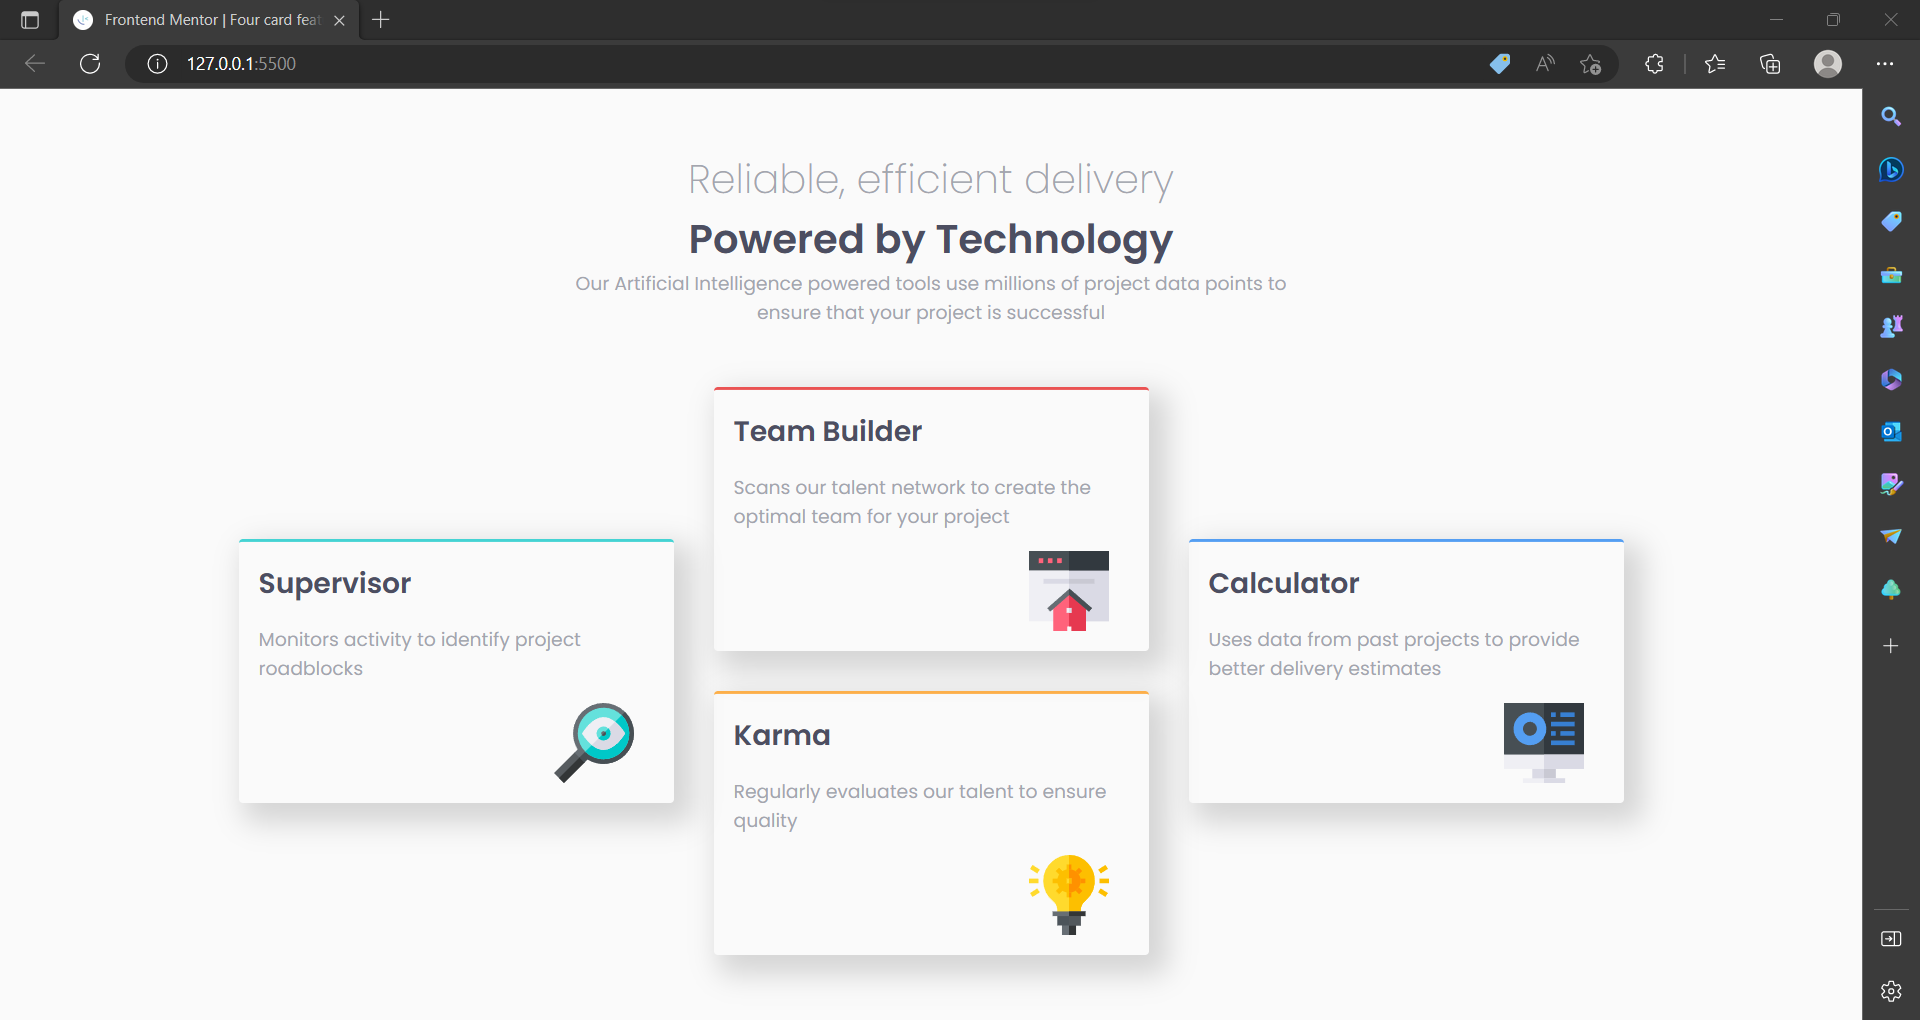 Frontend Mentor | Four card feat
127.0.0.1:5500
Reliable, efficient delivery
Powered by Technology
Our Artificial Intelligence powered tools use millions of project data points to
ensure that your project is successful
Team Builder
Scans our talent network to create the
optimal team for your project
Supervisor
Monitors activity to identify project
roadblocks
Calculator
Uses data from past projects to provide
better delivery estimates
Karma
Regularly evaluates our talent to ensure
quality